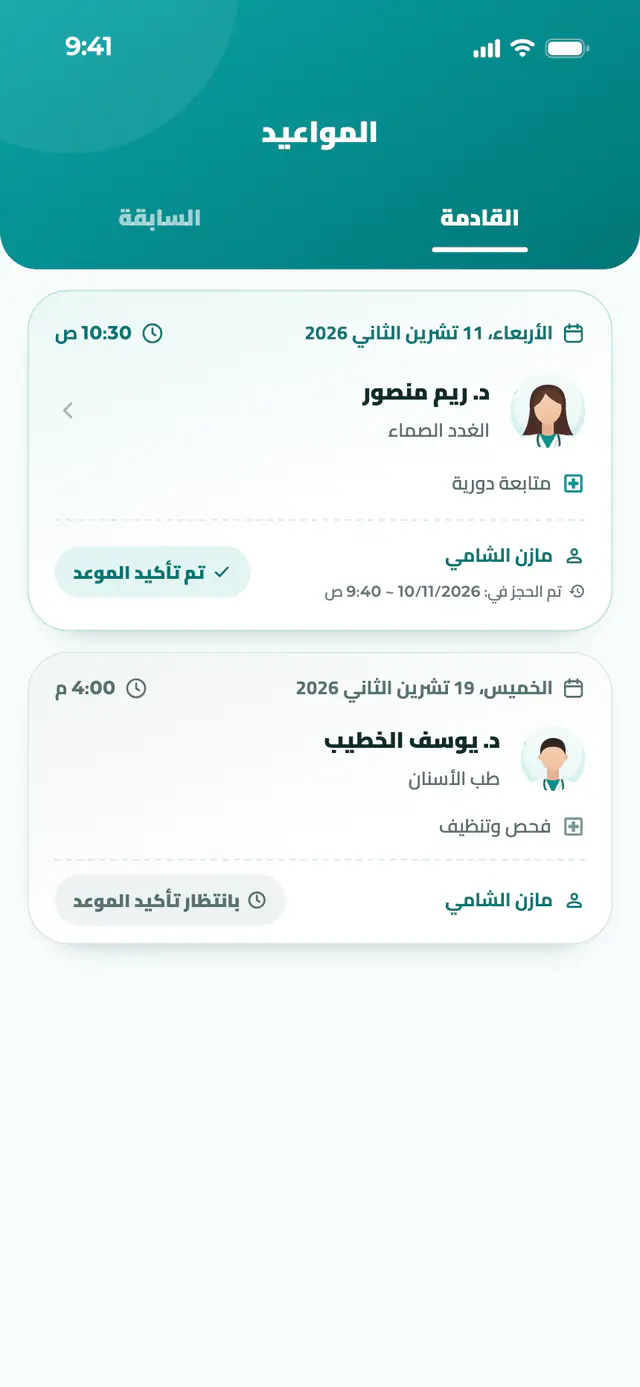 9:41
المواعيد
القادمة
السابقة
الأربعاء، 11 تشرين الثاني 2026
10:30 ص
د. ريم منصور
الغدد الصماء
متابعة دورية
مازن الشامي
تم الحجز في: 10/11/2026 ~ 9:40 ص
تم تأكيد الموعد
الخميس، 19 تشرين الثاني 2026
4:00 م
د. يوسف الخطيب
طب الأسنان
فحص وتنظيف
مازن الشامي
بانتظار تأكيد الموعد